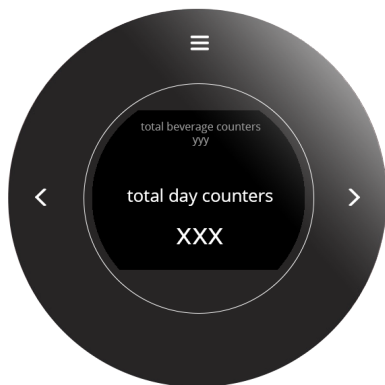 total beverage counters
yyy
total day counters
xxx